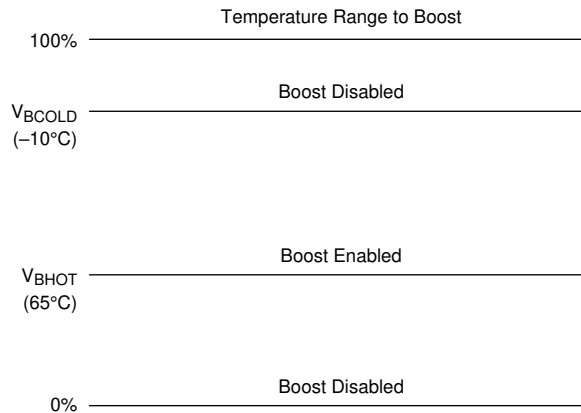 Temperature Range to Boost
100%
Boost Disabled
VBCOLD
(–10°C)
Boost Enabled
VBHOT
(65°C)
Boost Disabled
0%